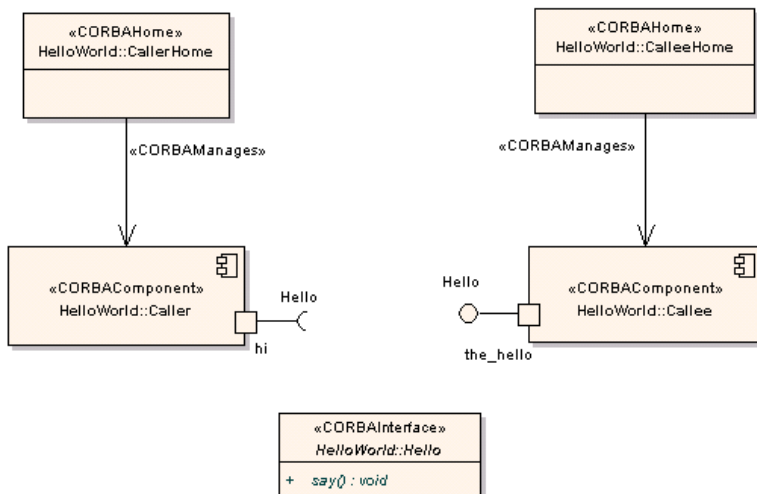 «CORBAHome»
HelloWorld::CallerHome
«CORBAHome»
HelloWorld::CalleeHome
«CORBAManages»
«CORBAManages»
«CORBAComponent»
HelloWorld::Caller
Hello
hi
Hello
the_hello
«CORBAComponent»
HelloWorld::Callee
«CORBAInterface»
HelloWorld::Hello
+ say() : void